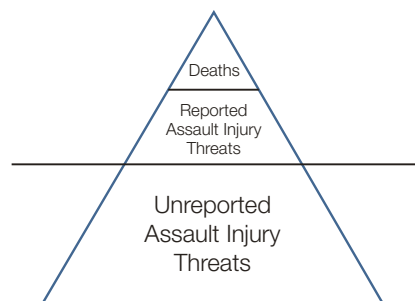 Deaths
Reported
Assault Injury
Threats
Unreported
Assault Injury
Threats